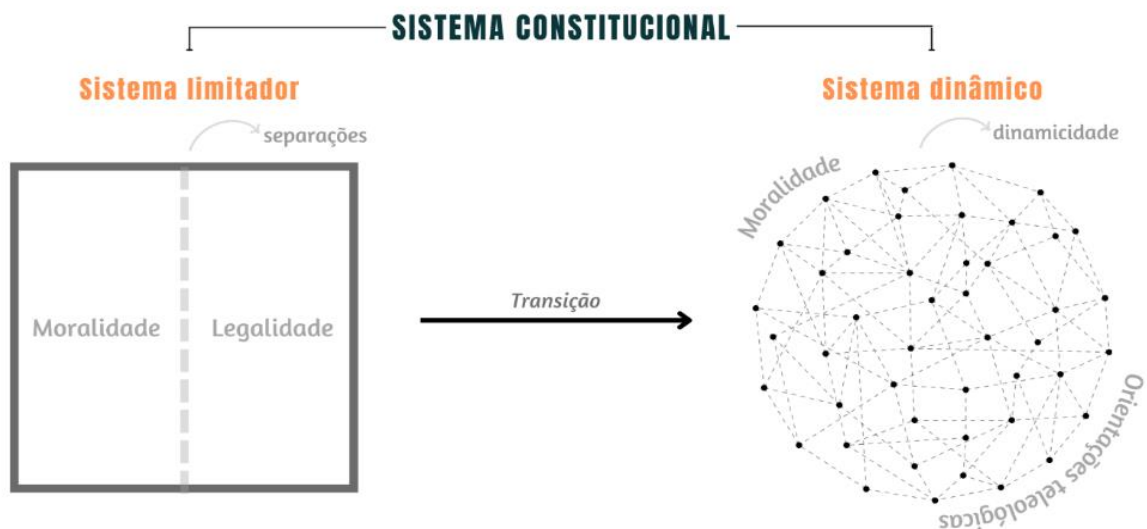 SISTEMA CONSTITUCIONAL
Sistema limitador
Sistema dinâmico
separações
dinamicidade
Moralidade
Legalidade
Transição
Moralidade
Orientações teleológicas